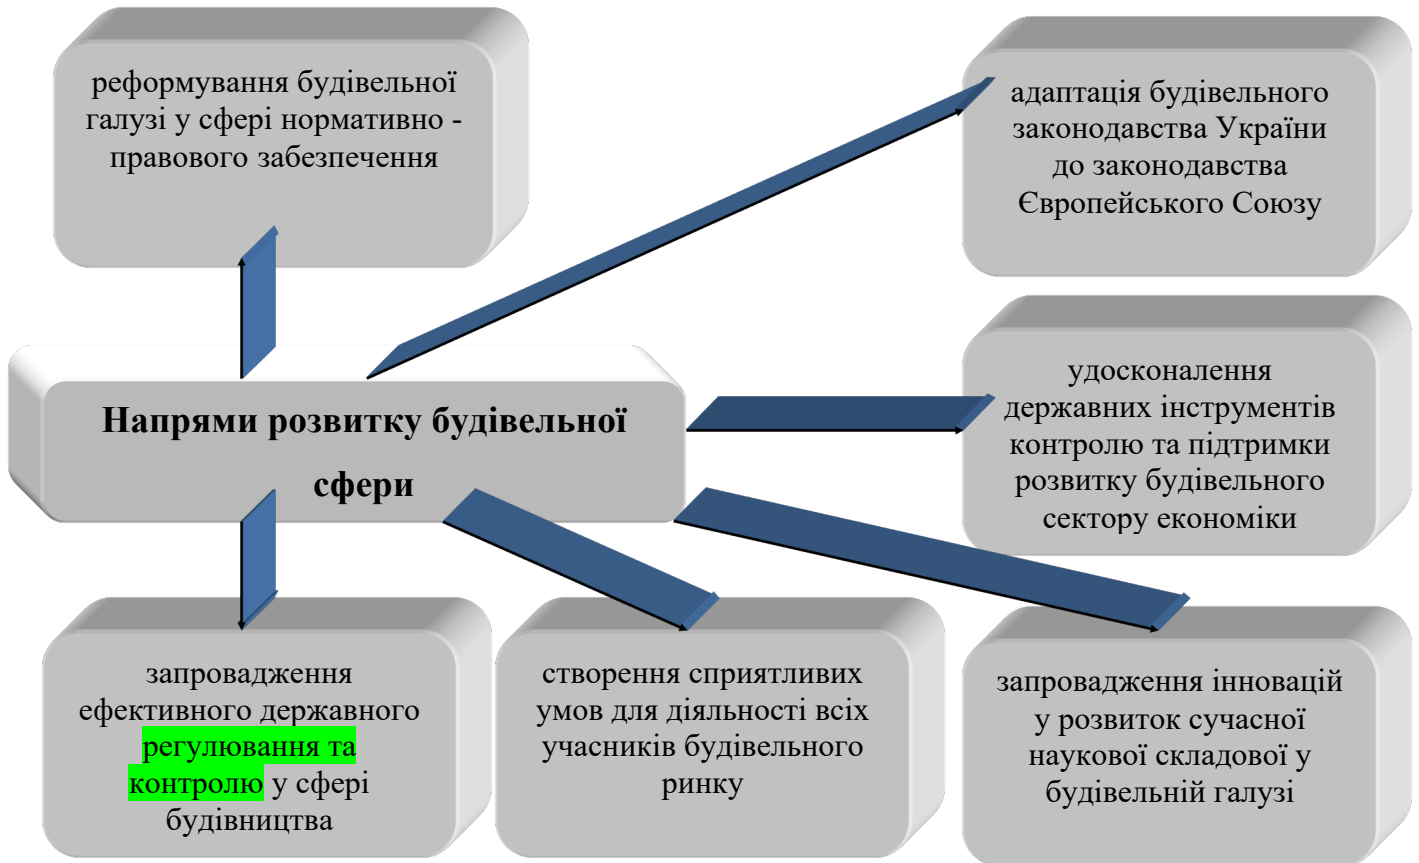 реформування будівельної
галузі у сфері нормативно -
правового забезпечення
адаптація будівельного
законодавства України
до законодавства
Європейського Союзу
Напрями розвитку будівельної
сфери
удосконалення
державних інструментів
контролю та підтримки
розвитку будівельного
сектору економіки
запровадження
ефективного державного
регулювання та
контролю у сфері
будівництва
створення сприятливих
умов для діяльності всіх
учасників будівельного
ринку
запровадження інновацій
у розвиток сучасної
наукової складової у
будівельній галузі